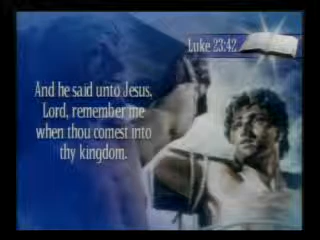 Luke 23:42
And he said unto Jesus,
Lord, remember me
when thou comest into
thy kingdom.